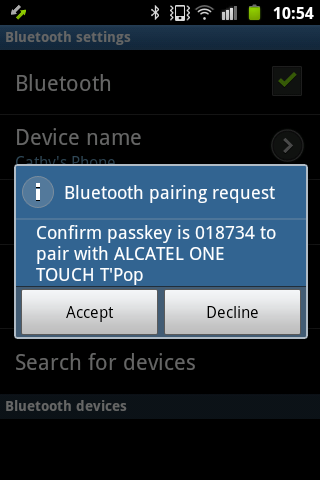 10:54
Bluetooth settings
Bluetooth
Device name
Cathy's Phone
Bluetooth pairing request
Confirm passkey is 018734 to
pair with ALCATEL ONE
TOUCH T'Pop
Accept Decline
Search for devices
Bluetooth devices